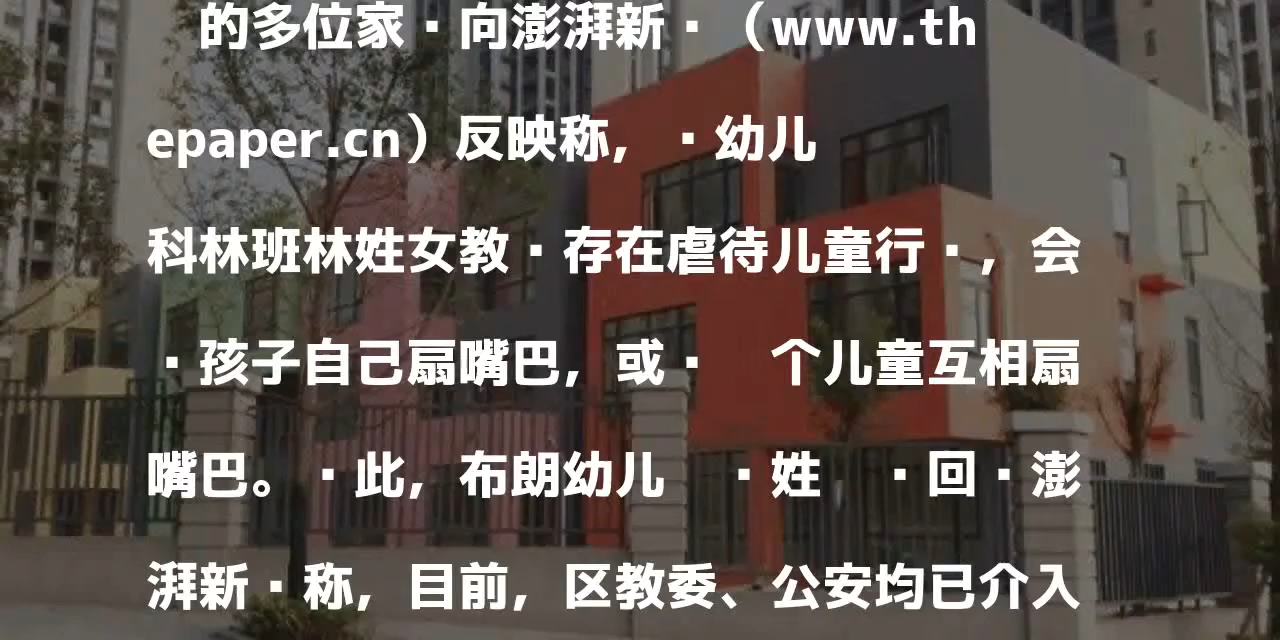 的多位家·向澎湃新·（www.th
epaper.cn）反映称，·幼儿
科林班林姓女教·存在虐待儿童行·，会
·孩子自己扇嘴巴，或·　个儿童互相扇
嘴巴。·此，布朗幼儿　·姓　·回·澎
湃新·称，目前，区教委、公安均已介入